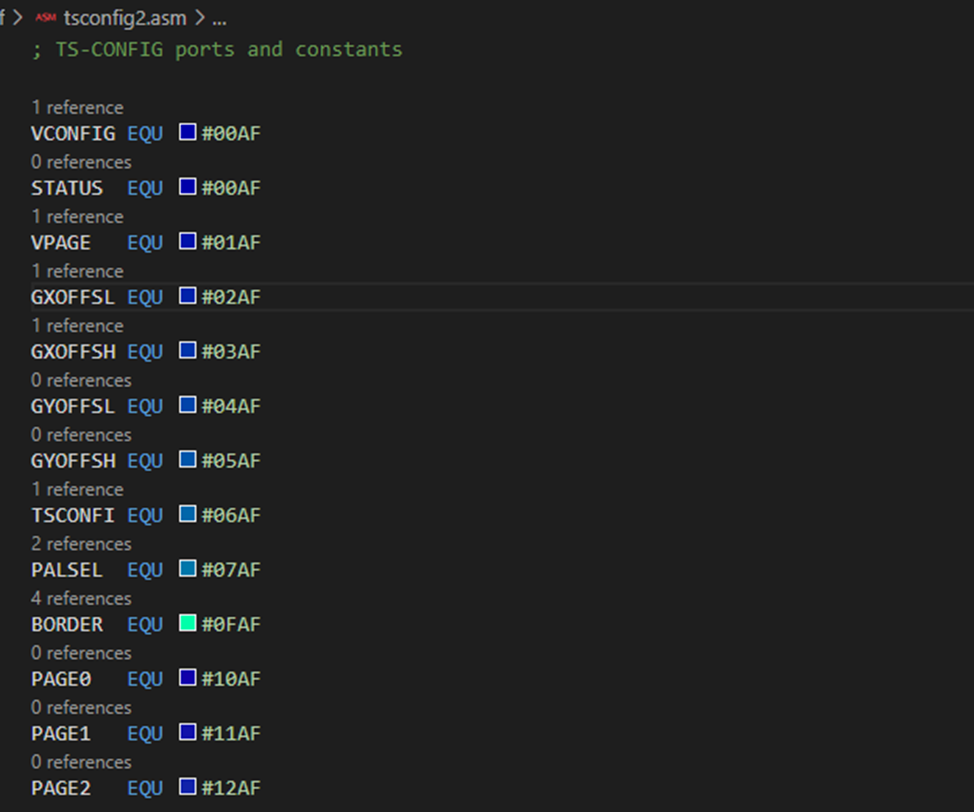 f > ASM tsconfig2.asm > ...
; TS-CONFIG ports and constants
1 reference
VCONFIG EQU #00AF
0 references
STATUS EQU #00AF
1 reference
VPAGE EQU #01AF
1 reference
GXOFFSL EQU #02AF
1 reference
GXOFFSH EQU #03AF
0 references
GYOFFSL EQU #04AF
0 references
GYOFFSH EQU #05AF
1 reference
TSCONFI EQU #06AF
2 references
PALSEL EQU #07AF
4 references
BORDER EQU #0FAF
0 references
PAGE0 EQU #10AF
0 references
PAGE1 EQU #11AF
0 references
PAGE2 EQU #12AF